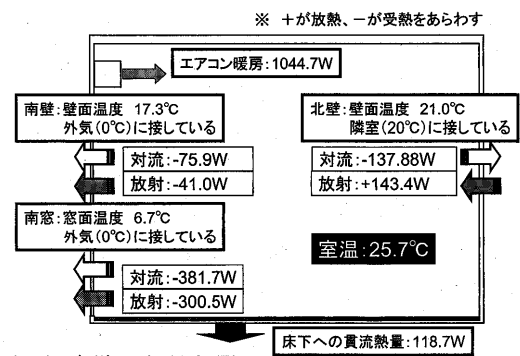 ※ ＋が放熱、－が受熱をあらわす
エアコン暖房:1044.7W
南壁:壁面温度 17.3℃
外気(0℃)に接している
対流:-75.9W
放射:-41.0W
南窓:窓面温度 6.7℃
外気(0℃)に接している
対流:-381.7W
放射:-300.5W
北壁:壁面温度 21.0℃
隣室(20℃)に接している
対流:-137.88W
放射:+143.4W
室温:25.7℃
床下への貫流熱量:118.7W